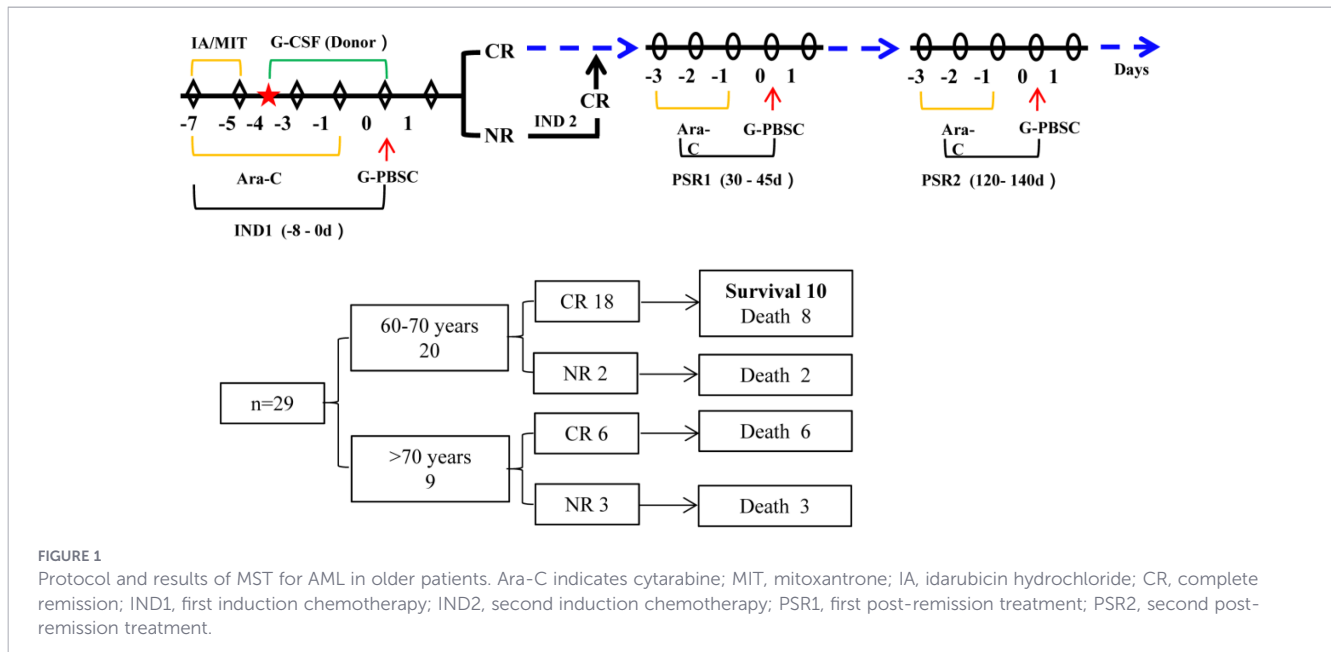 IA/MIT G-CSF (Donor)
-7 -5 -4 -3 -1 0 1
Ara-C G-PBSC
IND1 (-8 - 0d)
CR
NR
IND 2
CR
-3 -2 -1 0 1
Ara-
C
G-PBSC
PSR1 (30 - 45d)
-3 -2 -1 0 1
Ara-
C
G-PBSC
PSR2 (120- 140d)
Days
n=29
60-70 years
20
>70 years
9
CR 18
NR 2
CR 6
NR 3
Survival 10
Death 8
Death 2
Death 6
Death 3
FIGURE 1
Protocol and results of MST for AML in older patients. Ara-C indicates cytarabine; MIT, mitoxantrone; IA, idarubicin hydrochloride; CR, complete
remission; IND1, first induction chemotherapy; IND2, second induction chemotherapy; PSR1, first post-remission treatment; PSR2, second post-
remission treatment.